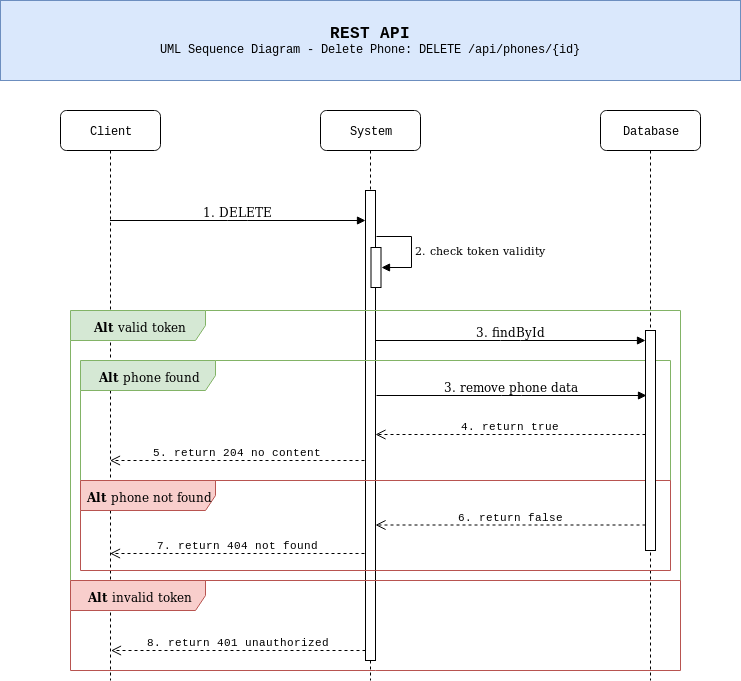 REST API
UML Sequence Diagram - Delete Phone: DELETE /api/phones/{id}
Client
System
Database
1. DELETE
2. check token validity
Alt valid token
3. findById
Alt phone found
3. remove phone data
4. return true
5. return 204 no content
Alt phone not found
6. return false
7. return 404 not found
Alt invalid token
8. return 401 unauthorized